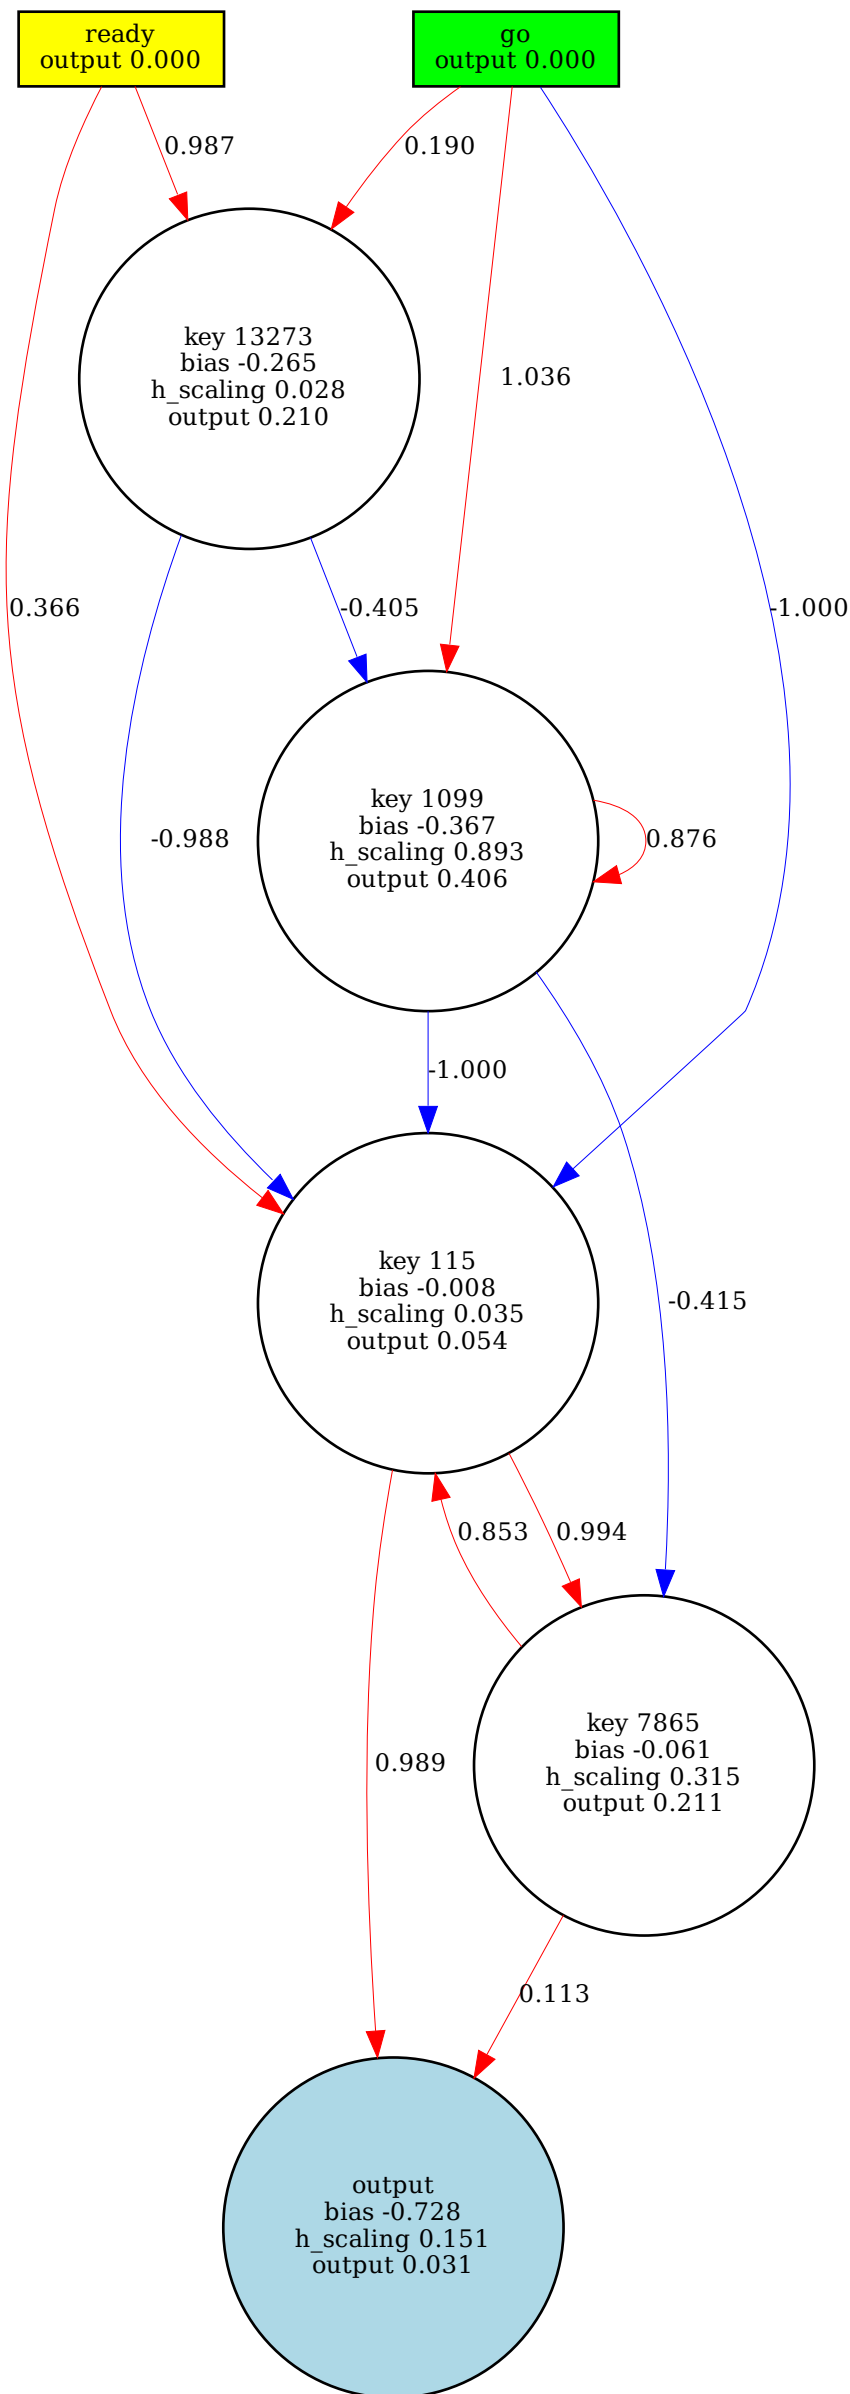 ready
output 0.000
go
output 0.000
0.987
0.190
key 13273
bias -0.265
h_scaling 0.028
output 0.210
1.036
0.366
-0.405
-1.000
key 1099
bias -0.367
h_scaling 0.893
output 0.406
-0.988
0.876
-1.000
key 115
bias -0.008
h_scaling 0.035
output 0.054
-0.415
0.853
0.994
key 7865
bias -0.061
h_scaling 0.315
output 0.211
0.989
0.113
output
bias -0.728
h_scaling 0.151
output 0.031